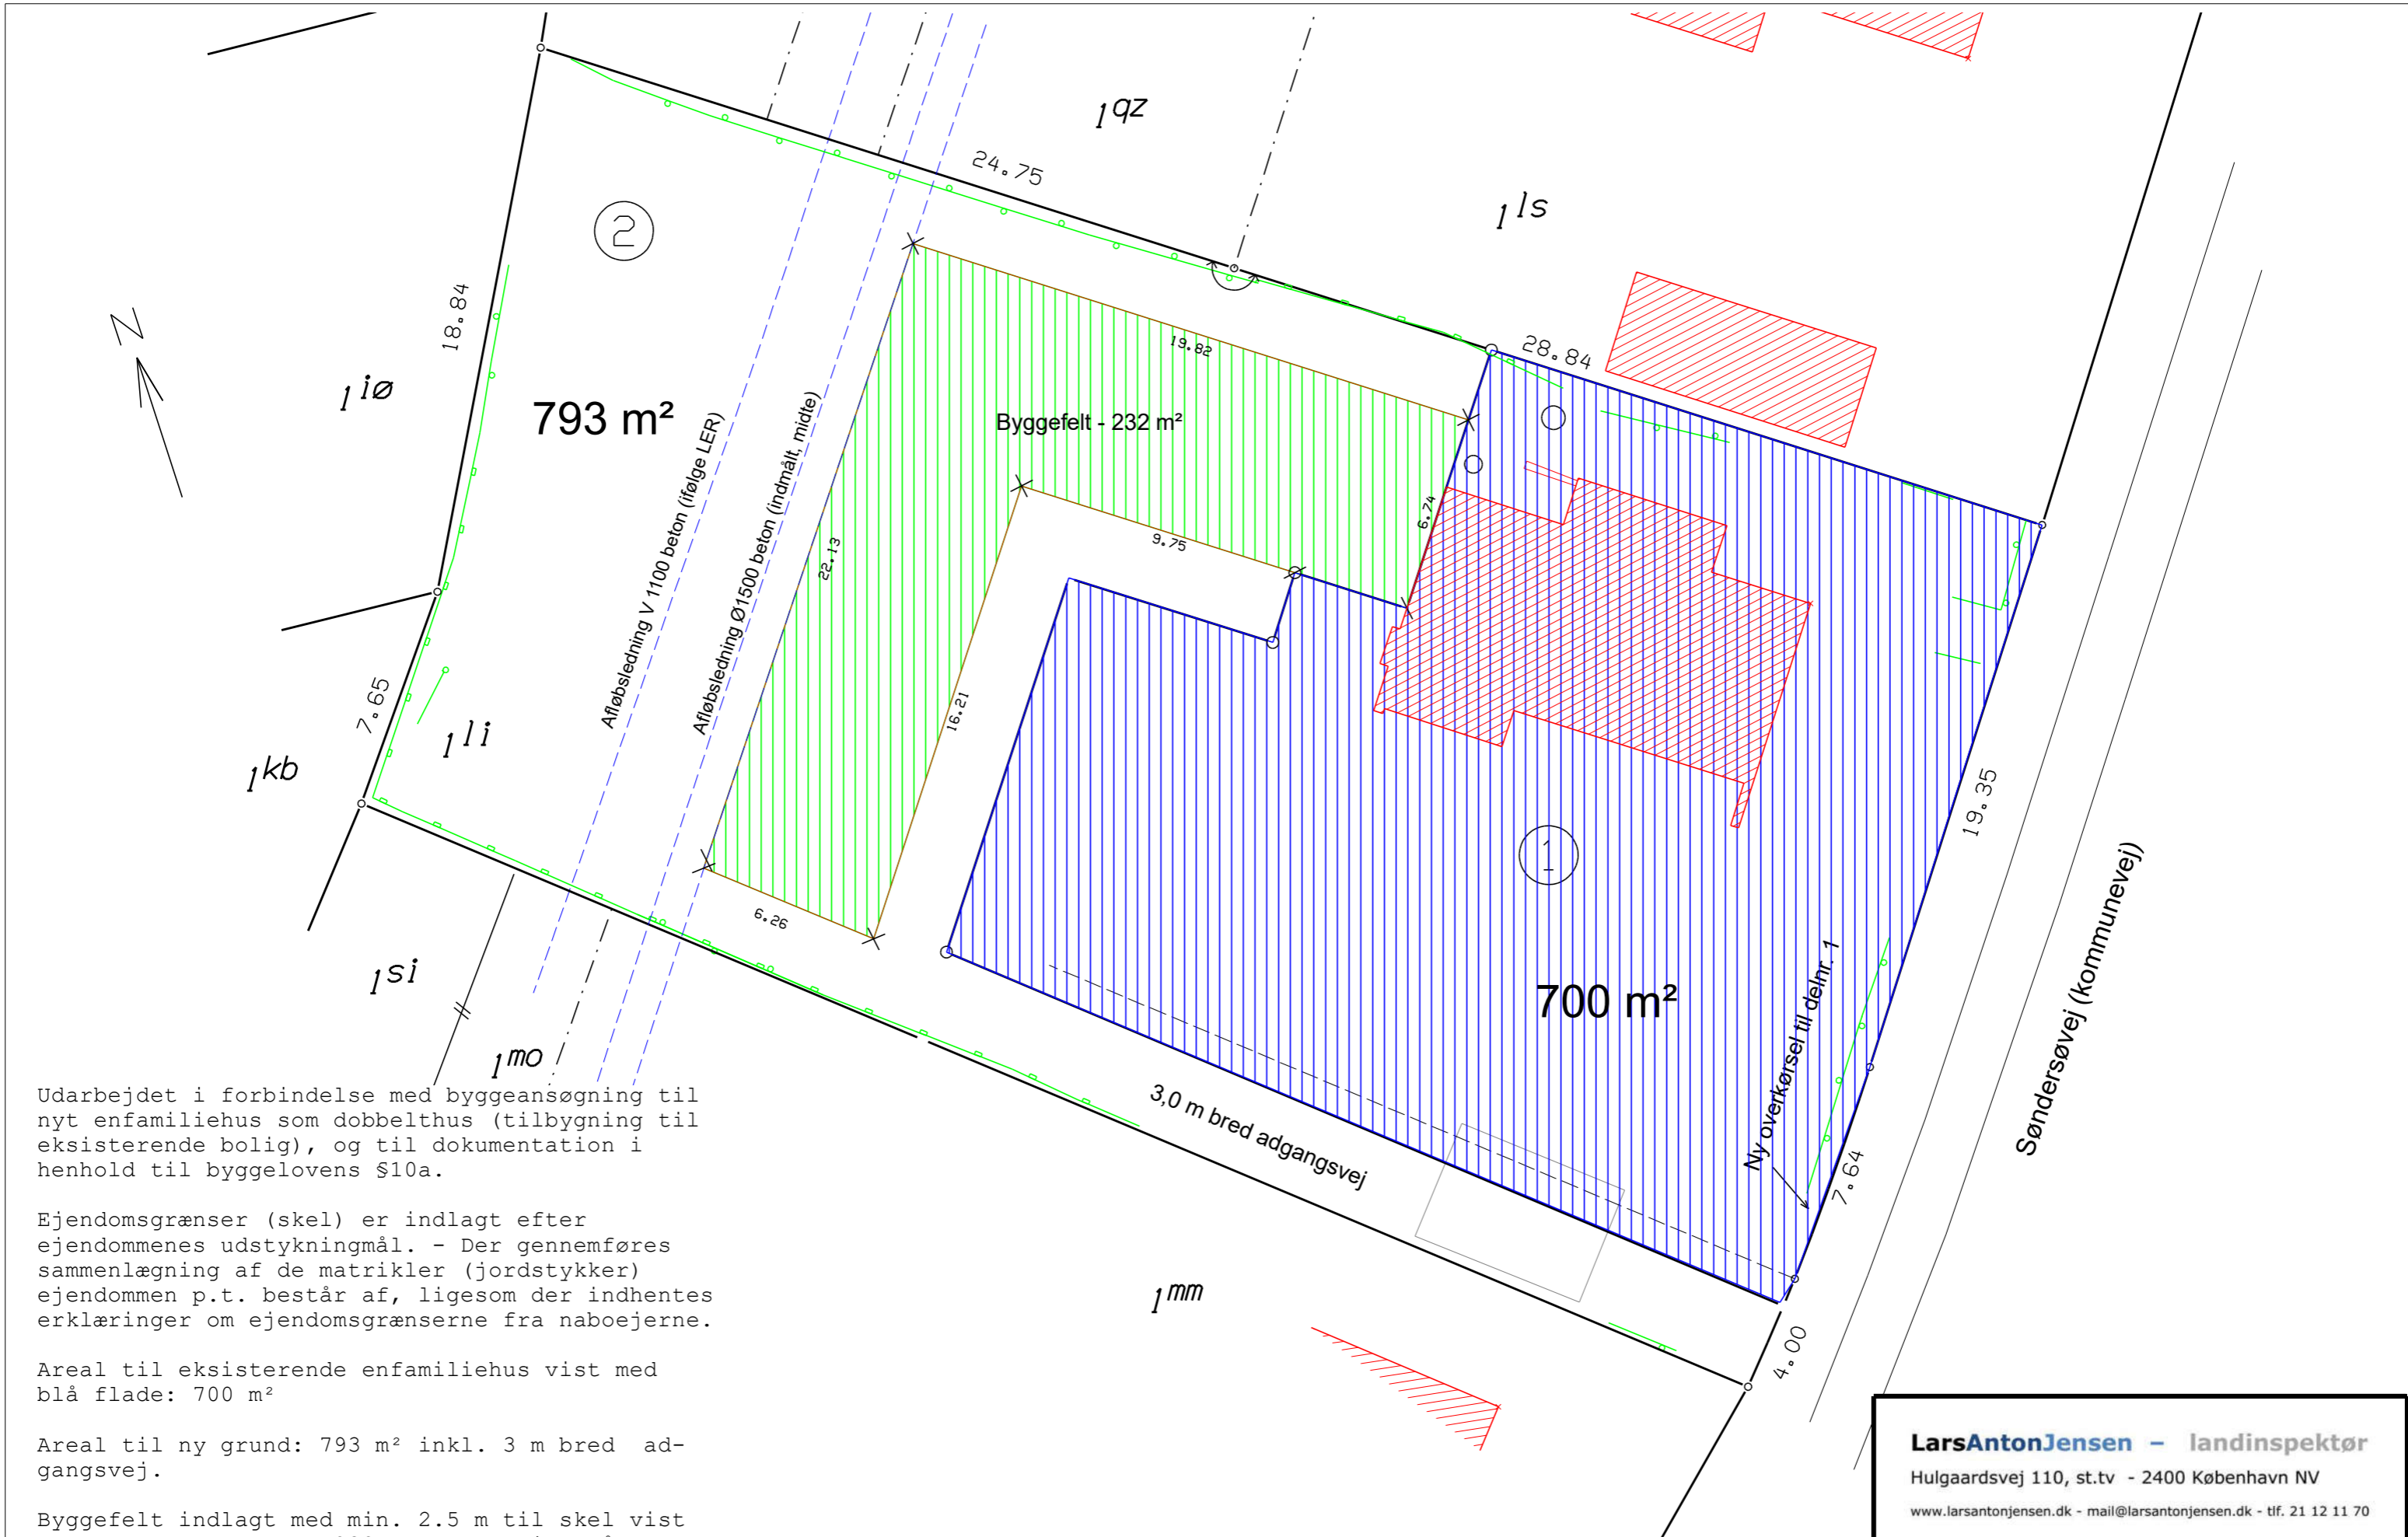 1qz
24.75
1ls
2
18.84
28.84
19.82
1iø
793 m²
Byggefelt - 232 m²
Afløbsledning V 1100 beton (ifølge LER)
Afløbsledning Ø1500 beton (indmålt, midte)
22.13
9.75
6.74
N
7.65
1li
1kb
16.21
19.35
1
6.26
1si
1mo
700 m²
Ny overkørsel til delnr. 1
Søndersøvej (kommunevej)
3,0 m bred adgangsvej
7.64
1mm
4.00
Udarbejdet i forbindelse med byggeansøgning til
nyt enfamiliehus som dobbelthus (tilbygning til
eksisterende bolig), og til dokumentation i
henhold til byggelovens §10a.
Ejendomsgrænser (skel) er indlagt efter
ejendommenes udstykningmål. - Der gennemføres
sammenlægning af de matrikler (jordstykker)
ejendommen p.t. består af, ligesom der indhentes
erklæringer om ejendomsgrænserne fra naboejerne.
Areal til eksisterende enfamiliehus vist med
blå flade: 700 m²
Areal til ny grund: 793 m² inkl. 3 m bred ad-
gangsvej.
Byggefelt indlagt med min. 2.5 m til skel vist
LarsAntonJensen – landinspektør
Hulgaardsvej 110, st.tv - 2400 København NV
www.larsantonjensen.dk - mail@larsantonjensen.dk - tlf. 21 12 11 70